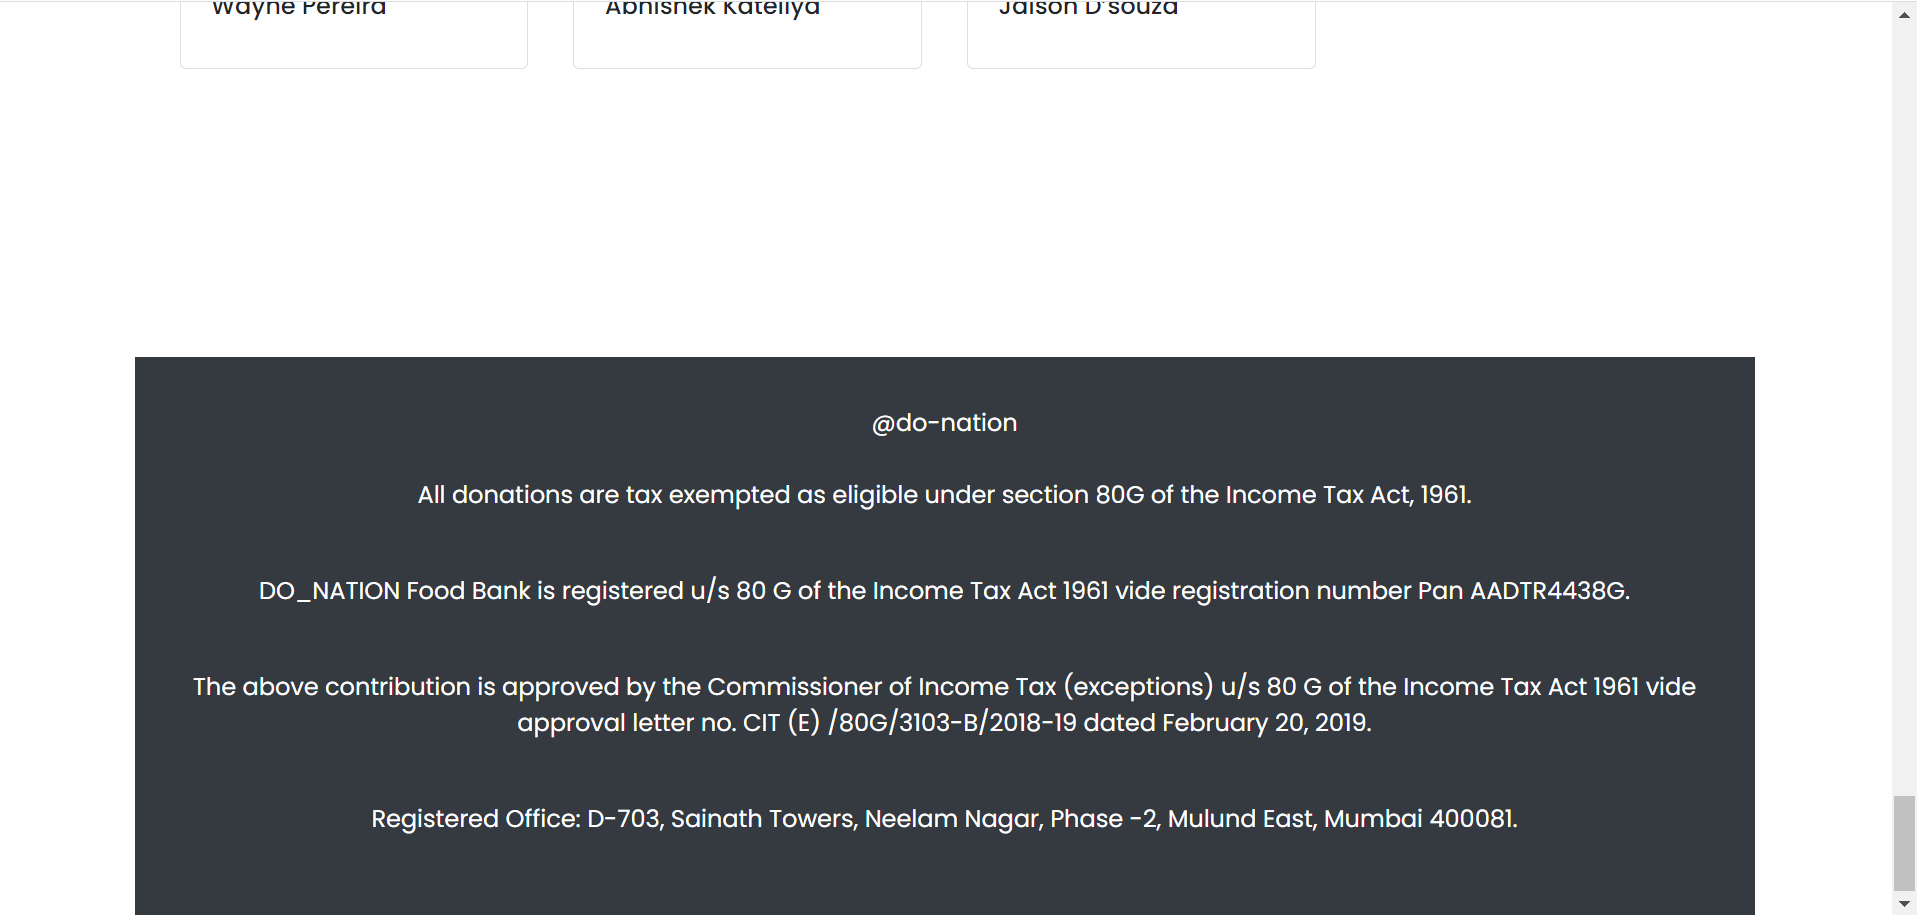 Wayne Pereira
Abhishek Kateliya
Jaison D'souza
@do-nation
All donations are tax exempted as eligible under section 80G of the Income Tax Act, 1961.
DO_NATION Food Bank is registered u/s 80 G of the Income Tax Act 1961 vide registration number Pan AADTR4438G.
The above contribution is approved by the Commissioner of Income Tax (exceptions) u/s 80 G of the Income Tax Act 1961 vide
approval letter no. CIT (E) /80G/3103-B/2018-19 dated February 20, 2019.
Registered Office: D-703, Sainath Towers, Neelam Nagar, Phase -2, Mulund East, Mumbai 400081.